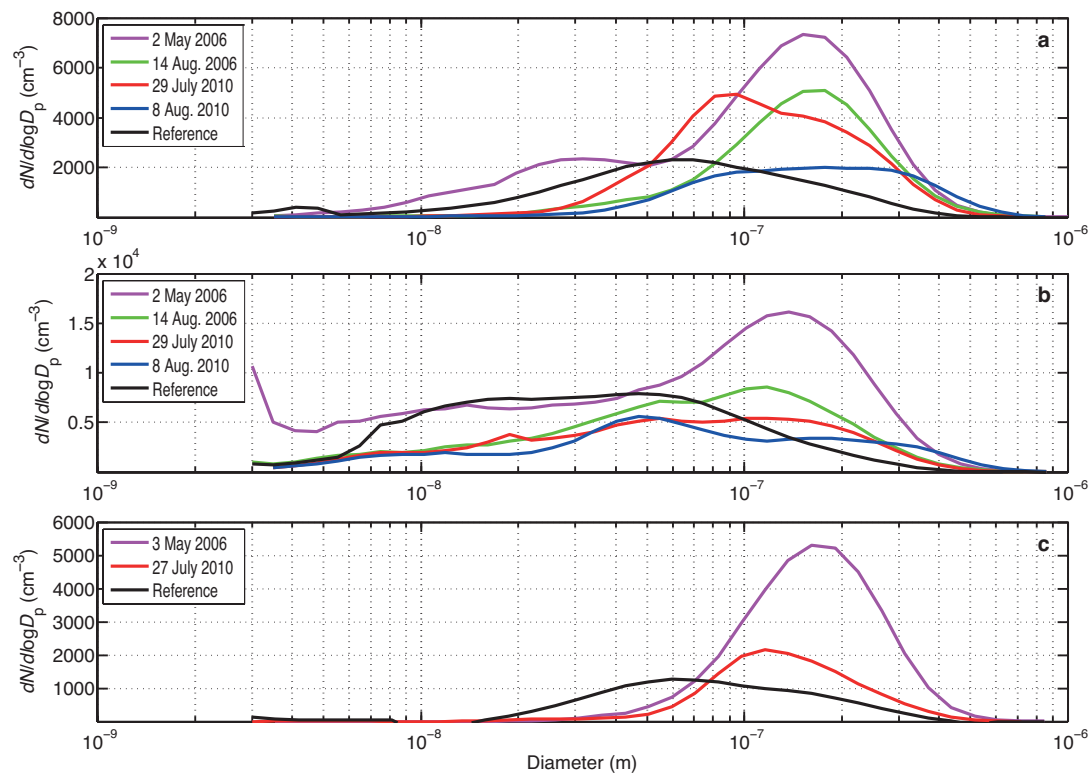 8000
6000
4000
2000
0
dN/dlogDp (cm−3)
2 May 2006
14 Aug. 2006
29 July 2010
8 Aug. 2010
Reference
a
10−9
10−8
10−7
10−6
x 10^4
2
1.5
1
0.5
dN/dlogDp (cm−3)
2 May 2006
14 Aug. 2006
29 July 2010
8 Aug. 2010
Reference
b
10−9
10−8
10−7
10−6
6000
5000
4000
3000
2000
1000
dN/dlogDp (cm−3)
3 May 2006
27 July 2010
Reference
c
10−9
10−8
10−7
10−6
Diameter (m)